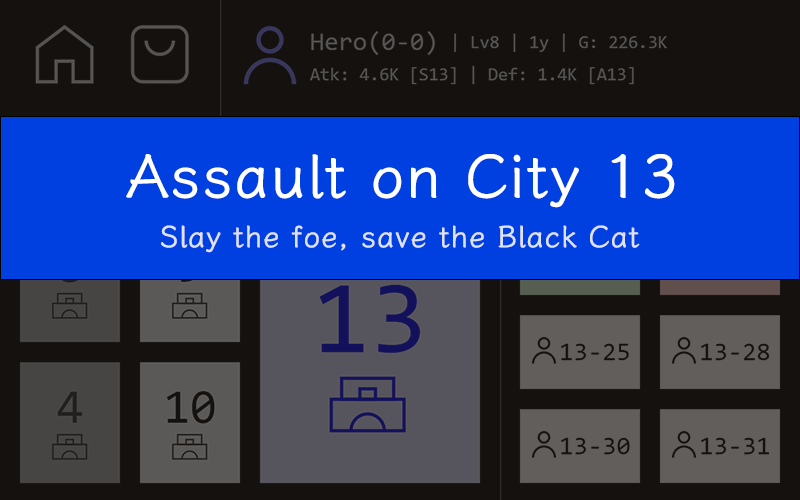 Hero(0-0) | Lv8 | 1y | G: 226.3K
Atk: 4.6K [S13] | Def: 1.4K [A13]
Assault on City 13
Slay the foe, save the Black Cat
13
13-25
13-28
4
10
13-30
13-31